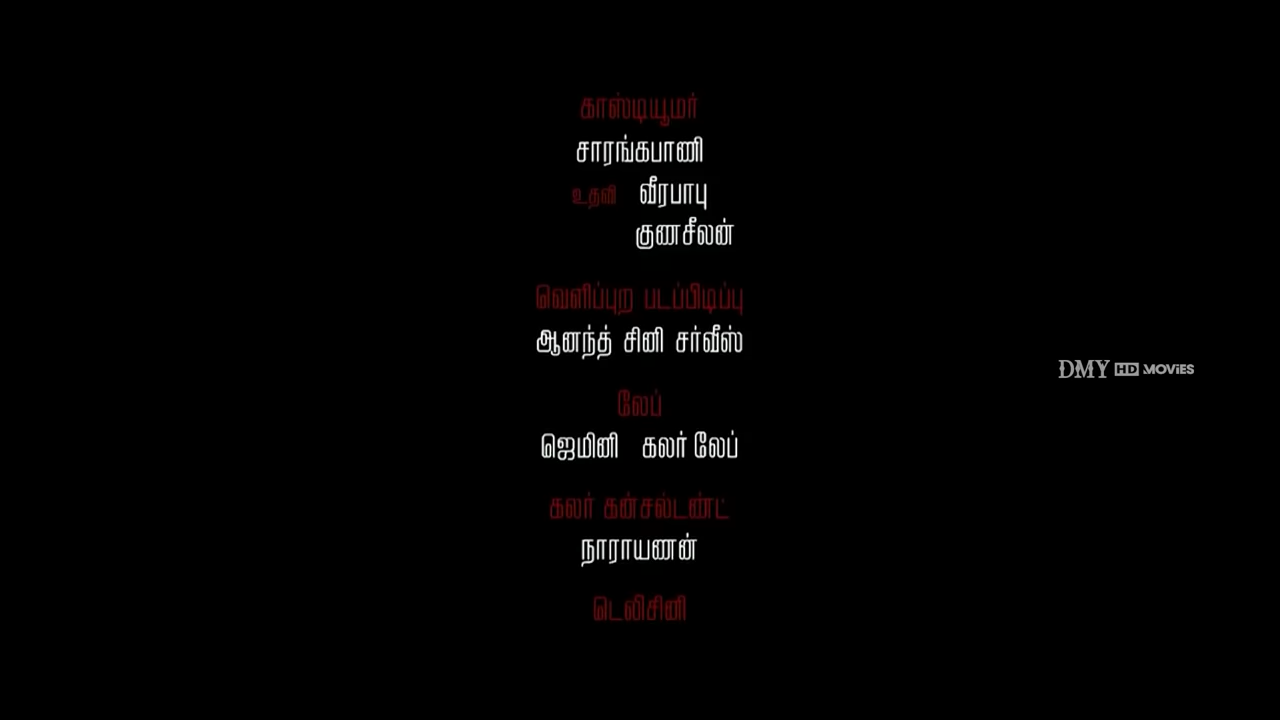 காஸ்டியூமர்
சாரங்கபாணி
உதவி வீரபாபு
குணசீலன்
வெளிப்புற படப்பிடிப்பு
ஆனந்த் சினி சர்வீஸ்
DMY HD MOVIES
லேப்
ஜெமினி கலர் லேப்
கலர் கன்சல்டண்ட்
நாராயணன்
டெலிசினி